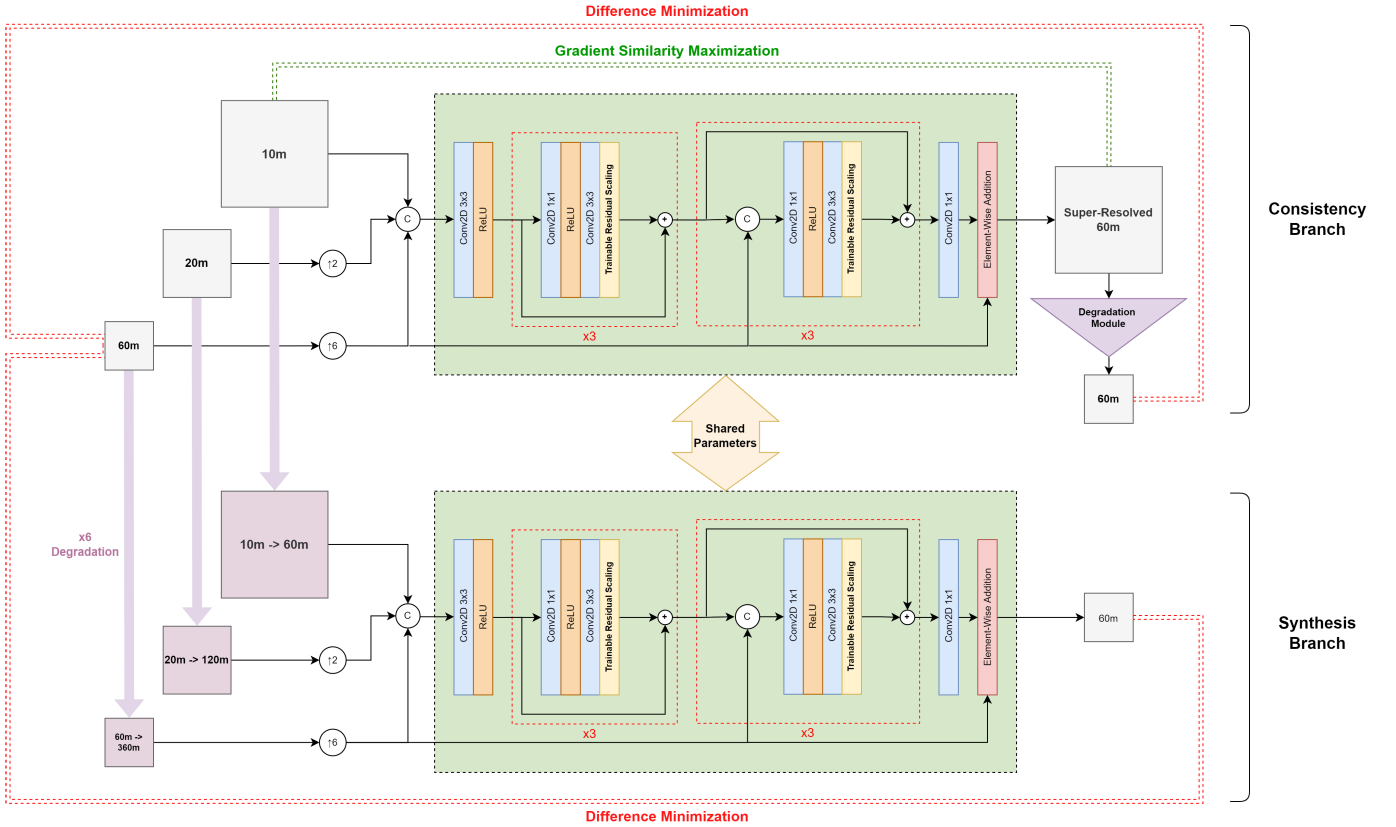 Difference Minimization
Gradient Similarity Maximization
10m
20m
60m
↑2
↑6
C
Conv2D 3x3
ReLU
Conv2D 1x1
ReLU
Conv2D 3x3
Trainable Residual Scaling
+
x3
C
Conv2D 1x1
ReLU
Conv2D 3x3
Trainable Residual Scaling
+
x3
Conv2D 1x1
Element-Wise Addition
Super-Resolved
60m
Degradation
Module
60m
Consistency
Branch
Shared
Parameters
x6
Degradation
10m -> 60m
20m -> 120m
60m ->
360m
↑2
↑6
C
Conv2D 3x3
ReLU
Conv2D 1x1
ReLU
Conv2D 3x3
Trainable Residual Scaling
+
x3
C
Conv2D 1x1
ReLU
Conv2D 3x3
Trainable Residual Scaling
+
x3
Conv2D 1x1
Element-Wise Addition
60m
Synthesis
Branch
Difference Minimization